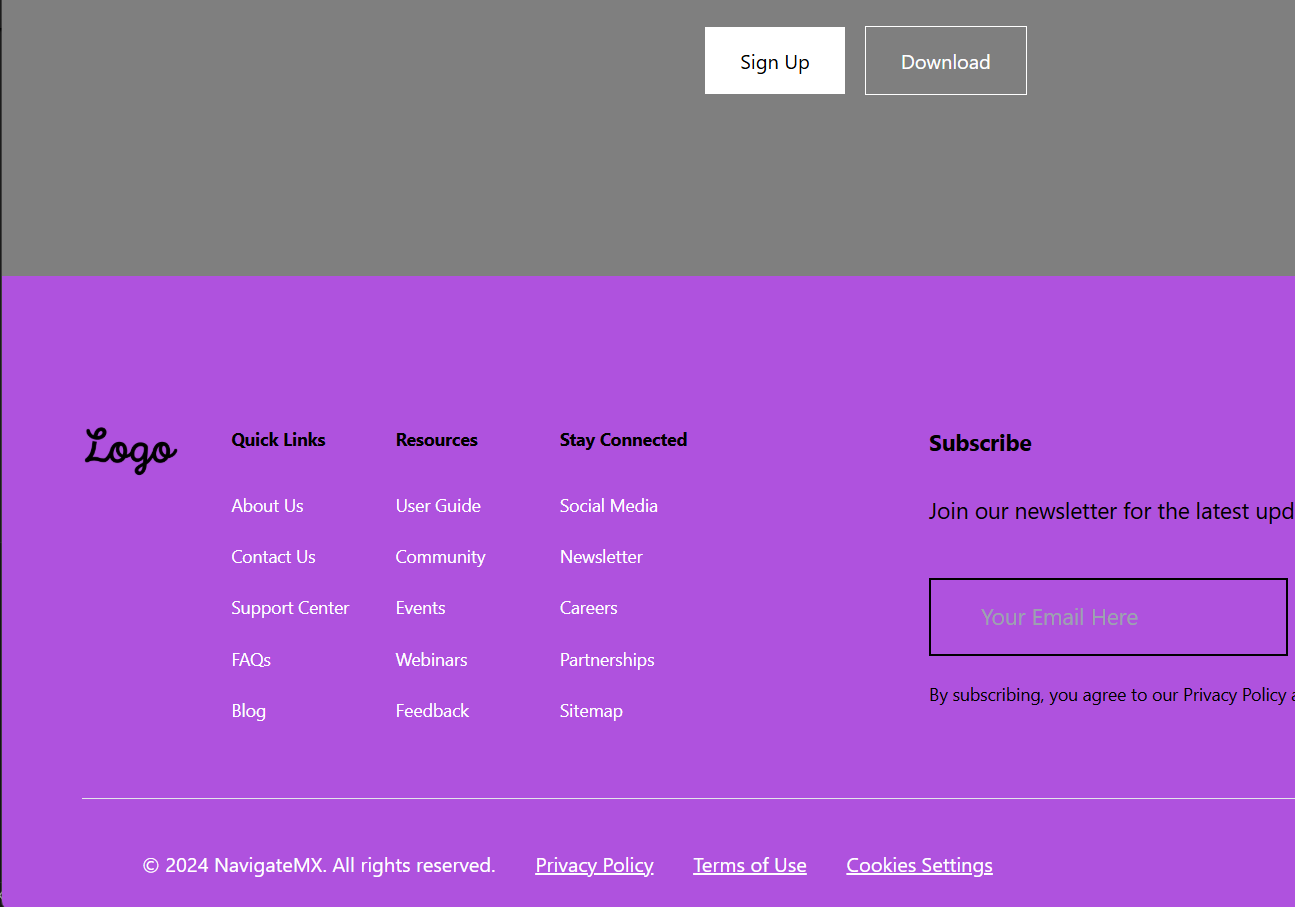 Sign Up
Download
Logo
Quick Links
About Us
Contact Us
Support Center
FAQs
Blog
Resources
User Guide
Community
Events
Webinars
Feedback
Stay Connected
Social Media
Newsletter
Careers
Partnerships
Sitemap
Subscribe
Join our newsletter for the latest upd
Your Email Here
By subscribing, you agree to our Privacy Policy a
© 2024 NavigateMX. All rights reserved.
Privacy Policy
Terms of Use
Cookies Settings